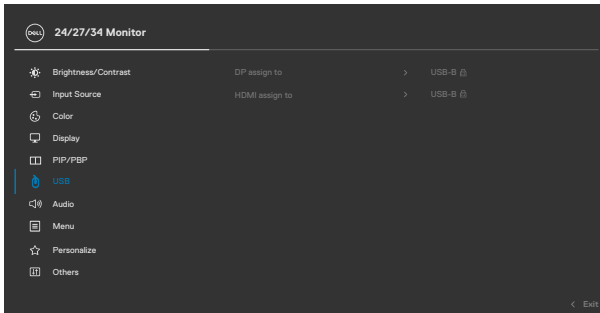 DELL 24/27/34 Monitor
Brightness/Contrast DP assign to > USB-B
Input Source HDMI assign to > USB-B
Color
Display
PIP/PBP
USB
Audio
Menu
Personalize
Others
< Exit